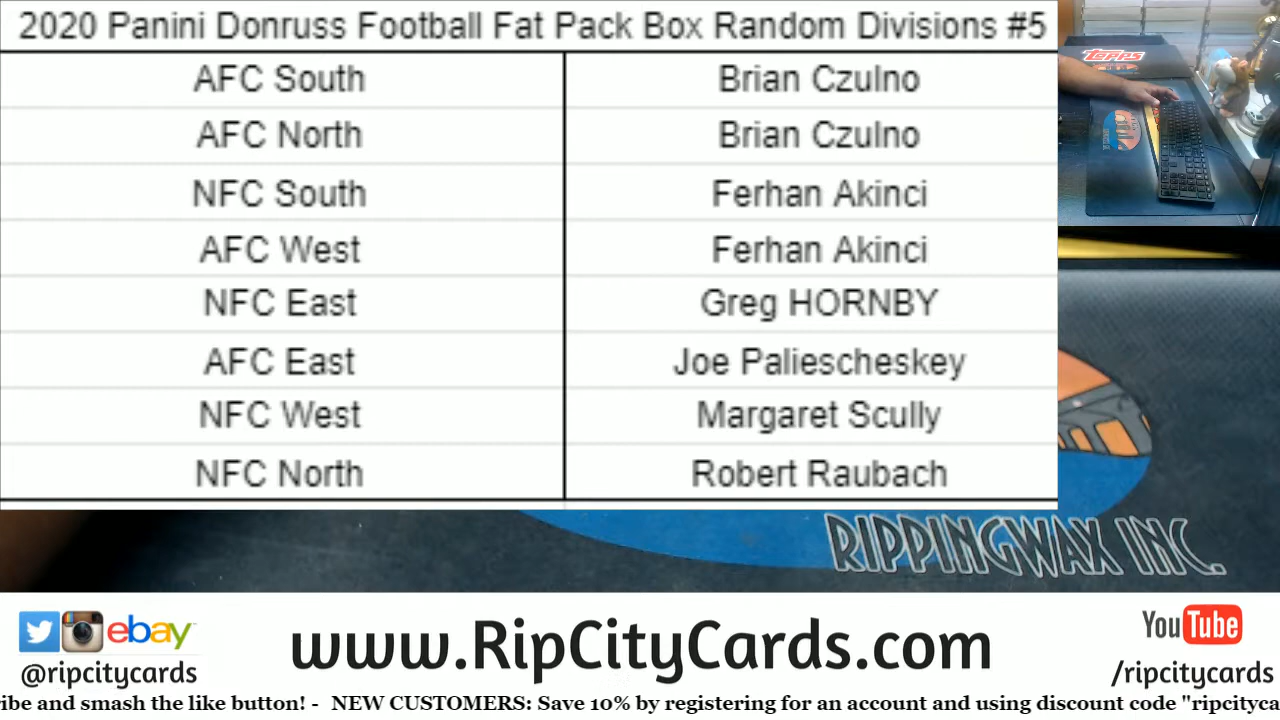 2020 Panini Donruss Football Fat Pack Box Random Divisions #5
AFC South Brian Czulno
AFC North Brian Czulno
NFC South Ferhan Akinci
AFC West Ferhan Akinci
NFC East Greg HORNBY
AFC East Joe Paliescheskey
NFC West Margaret Scully
NFC North Robert Raubach
Topps
RIPPINGWAX INC.
ebay
@ripcitycards
www.RipCityCards.com
YouTube
/ripcitycards
ibe and smash the like button! - NEW CUSTOMERS: Save 10% by registering for an account and using discount code "ripcityca